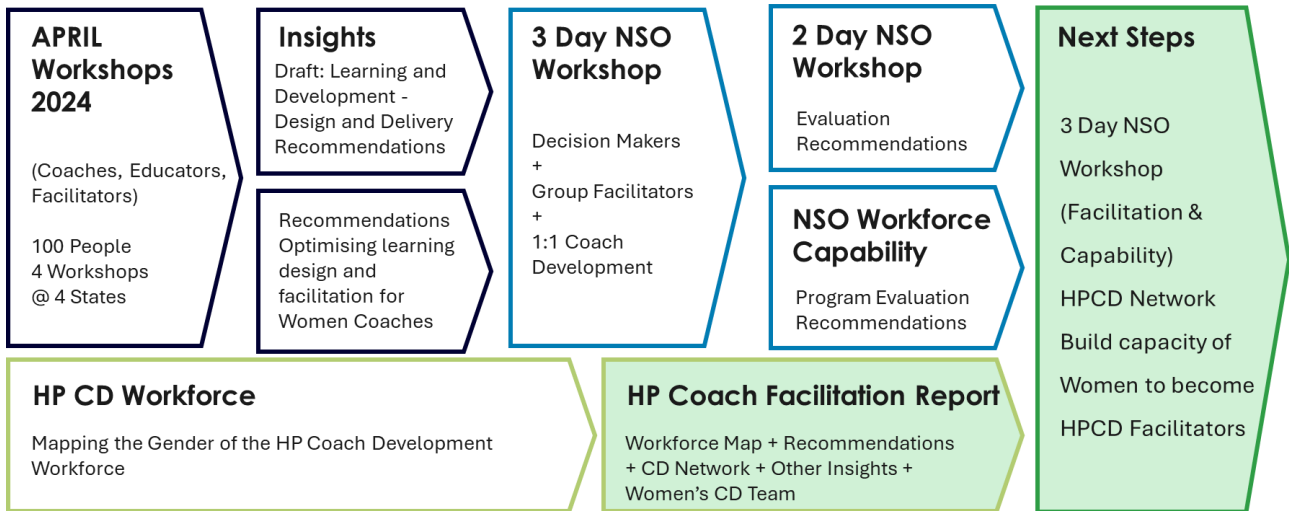 APRIL
Workshops
2024
(Coaches, Educators,
Facilitators)
100 People
4 Workshops
@ 4 States
Insights
Draft: Learning and
Development -
Design and Delivery
Recommendations
Recommendations
Optimising learning
design and
facilitation for
Women Coaches
3 Day NSO
Workshop
Decision Makers
+
Group Facilitators
+
1:1 Coach
Development
2 Day NSO
Workshop
Evaluation
Recommendations
NSO Workforce
Capability
Program Evaluation
Recommendations
Next Steps
3 Day NSO
Workshop
(Facilitation &
Capability)
HPCD Network
Build capacity of
Women to become
HPCD Facilitators
HP CD Workforce
Mapping the Gender of the HP Coach Development
Workforce
HP Coach Facilitation Report
Workforce Map + Recommendations
+ CD Network + Other Insights +
Women's CD Team